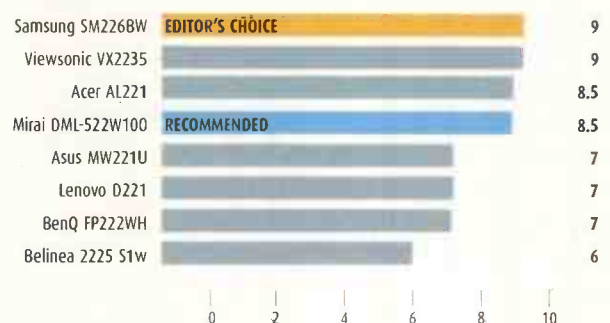 Samsung SM226BW EDITOR'S CHOICE 9
Viewsonic VX2235 9
Acer AL221 8.5
Mirai DML-522W100 RECOMMENDED 8.5
Asus MW221U 7
Lenovo D221 7
BenQ FP222WH 7
Belinea 2225 S1w 6
0 2 4 6 8 10